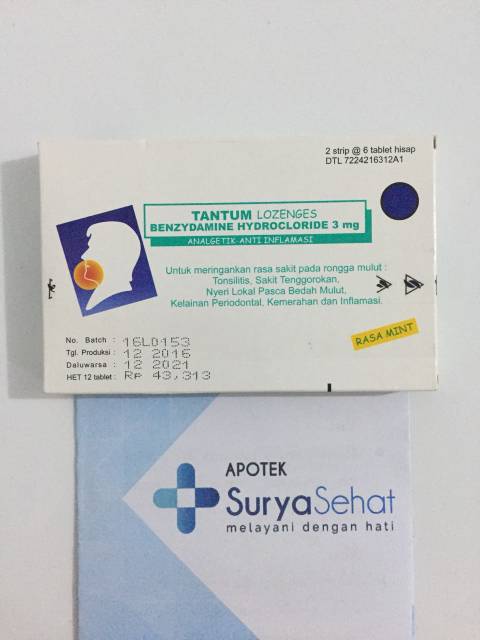 2 strip @ 6 tablet hisap
DTL 7224216312A1
TANTUM LOZENGES
BENZYDAMINE HYDROCLORIDE 3 mg
ANALGETIK-ANTI INFLAMASI
Untuk meringankan rasa sakit pada rongga mulut :
Tonsilitis, Sakit Tenggorokan,
Nyeri Lokal Pasca Bedah Mulut,
Kelainan Periodontal, Kemerahan dan Inflamasi.
RASA MINT
No. Batch : 16L0153
Tgl. Produksi : 12 2016
Daluwarsa : 12 2021
HET 12 tablet : Rp 43,313
APOTEK
SuryaSehat
melayani dengan hati